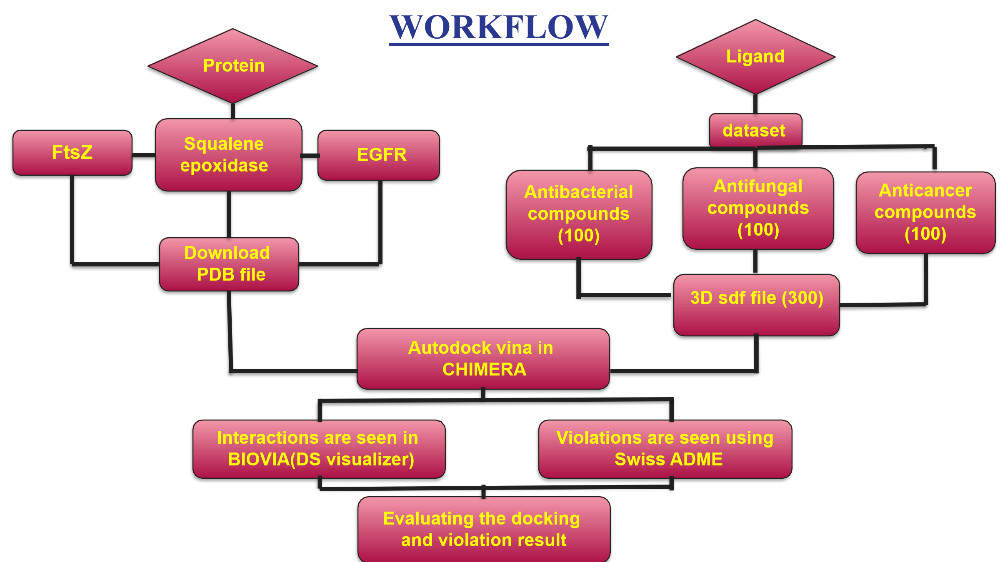 WORKFLOW
Protein
Ligand
FtsZ
Squalene
epoxidase
EGFR
dataset
Antibacterial
compounds
(100)
Antifungal
compounds
(100)
Anticancer
compounds
(100)
Download
PDB file
3D sdf file (300)
Autodock vina in
CHIMERA
Interactions are seen in
BIOVIA(DS visualizer)
Violations are seen using
Swiss ADME
Evaluating the docking
and violation result